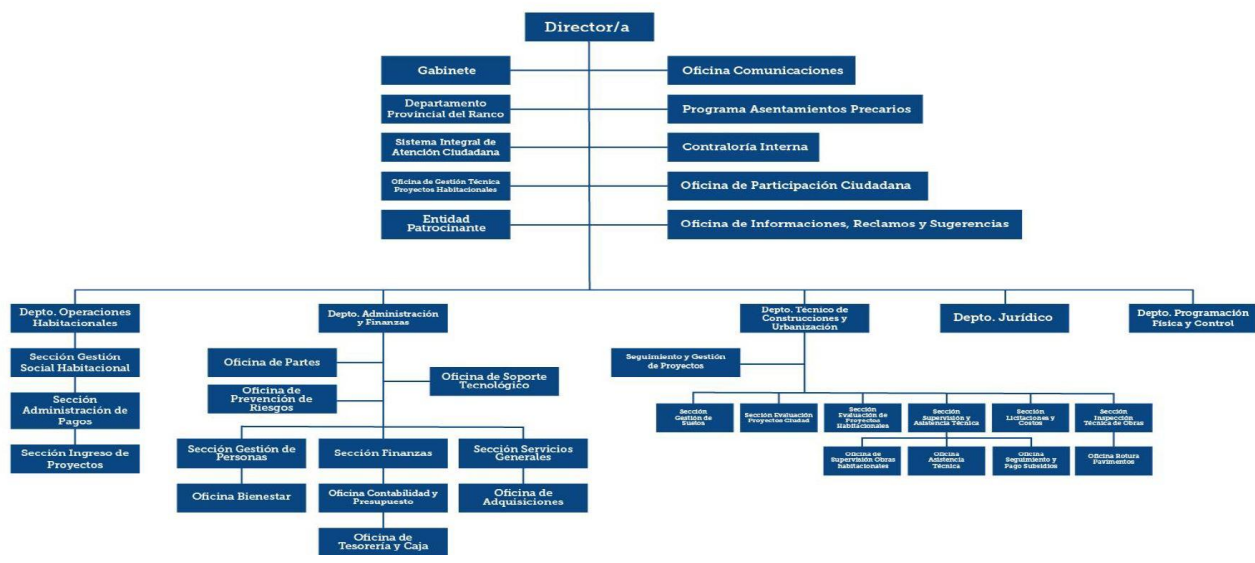 Director/a
Gabinete
Oficina Comunicaciones
Departamento
Provincial del Ranco
Programa Asentamientos Precarios
Sistema Integral de
Atención Ciudadana
Contraloría Interna
Oficina de Gestión Técnica
Proyectos Habitacionales
Oficina de Participación Ciudadana
Entidad
Patrocinante
Oficina de Informaciones, Reclamos y Sugerencias
Depto. Operaciones
Habitacionales
Depto. Administración
y Finanzas
Depto. Técnico de
Construcciones y
Urbanización
Depto. Jurídico
Depto. Programación
Física y Control
Sección Gestión
Social Habitacional
Sección
Administración de
Pagos
Sección Ingreso de
Proyectos
Oficina de Partes
Oficina de Soporte
Tecnológico
Oficina de
Prevención de
Riesgos
Sección Gestión de
Personas
Sección Finanzas
Sección Servicios
Generales
Oficina Bienestar
Oficina Contabilidad y
Presupuesto
Oficina de
Adquisiciones
Oficina de
Tesorería y Caja
Seguimiento y Gestión
de Proyectos
Sección
Gestión de
Suelos
Sección Evaluación
Proyectos Ciudad
Sección
Evaluación de
Proyectos
Habitacionales
Sección
Supervisión y
Asistencia Técnica
Sección
Licitaciones y
Costos
Sección
Inspección
Técnica de Obras
Oficina de
Supervisión Obras
habitacionales
Oficina
Asistencia
Técnica
Oficina
Seguimiento y
Pago Subsidios
Oficina Rotura
Pavimentos